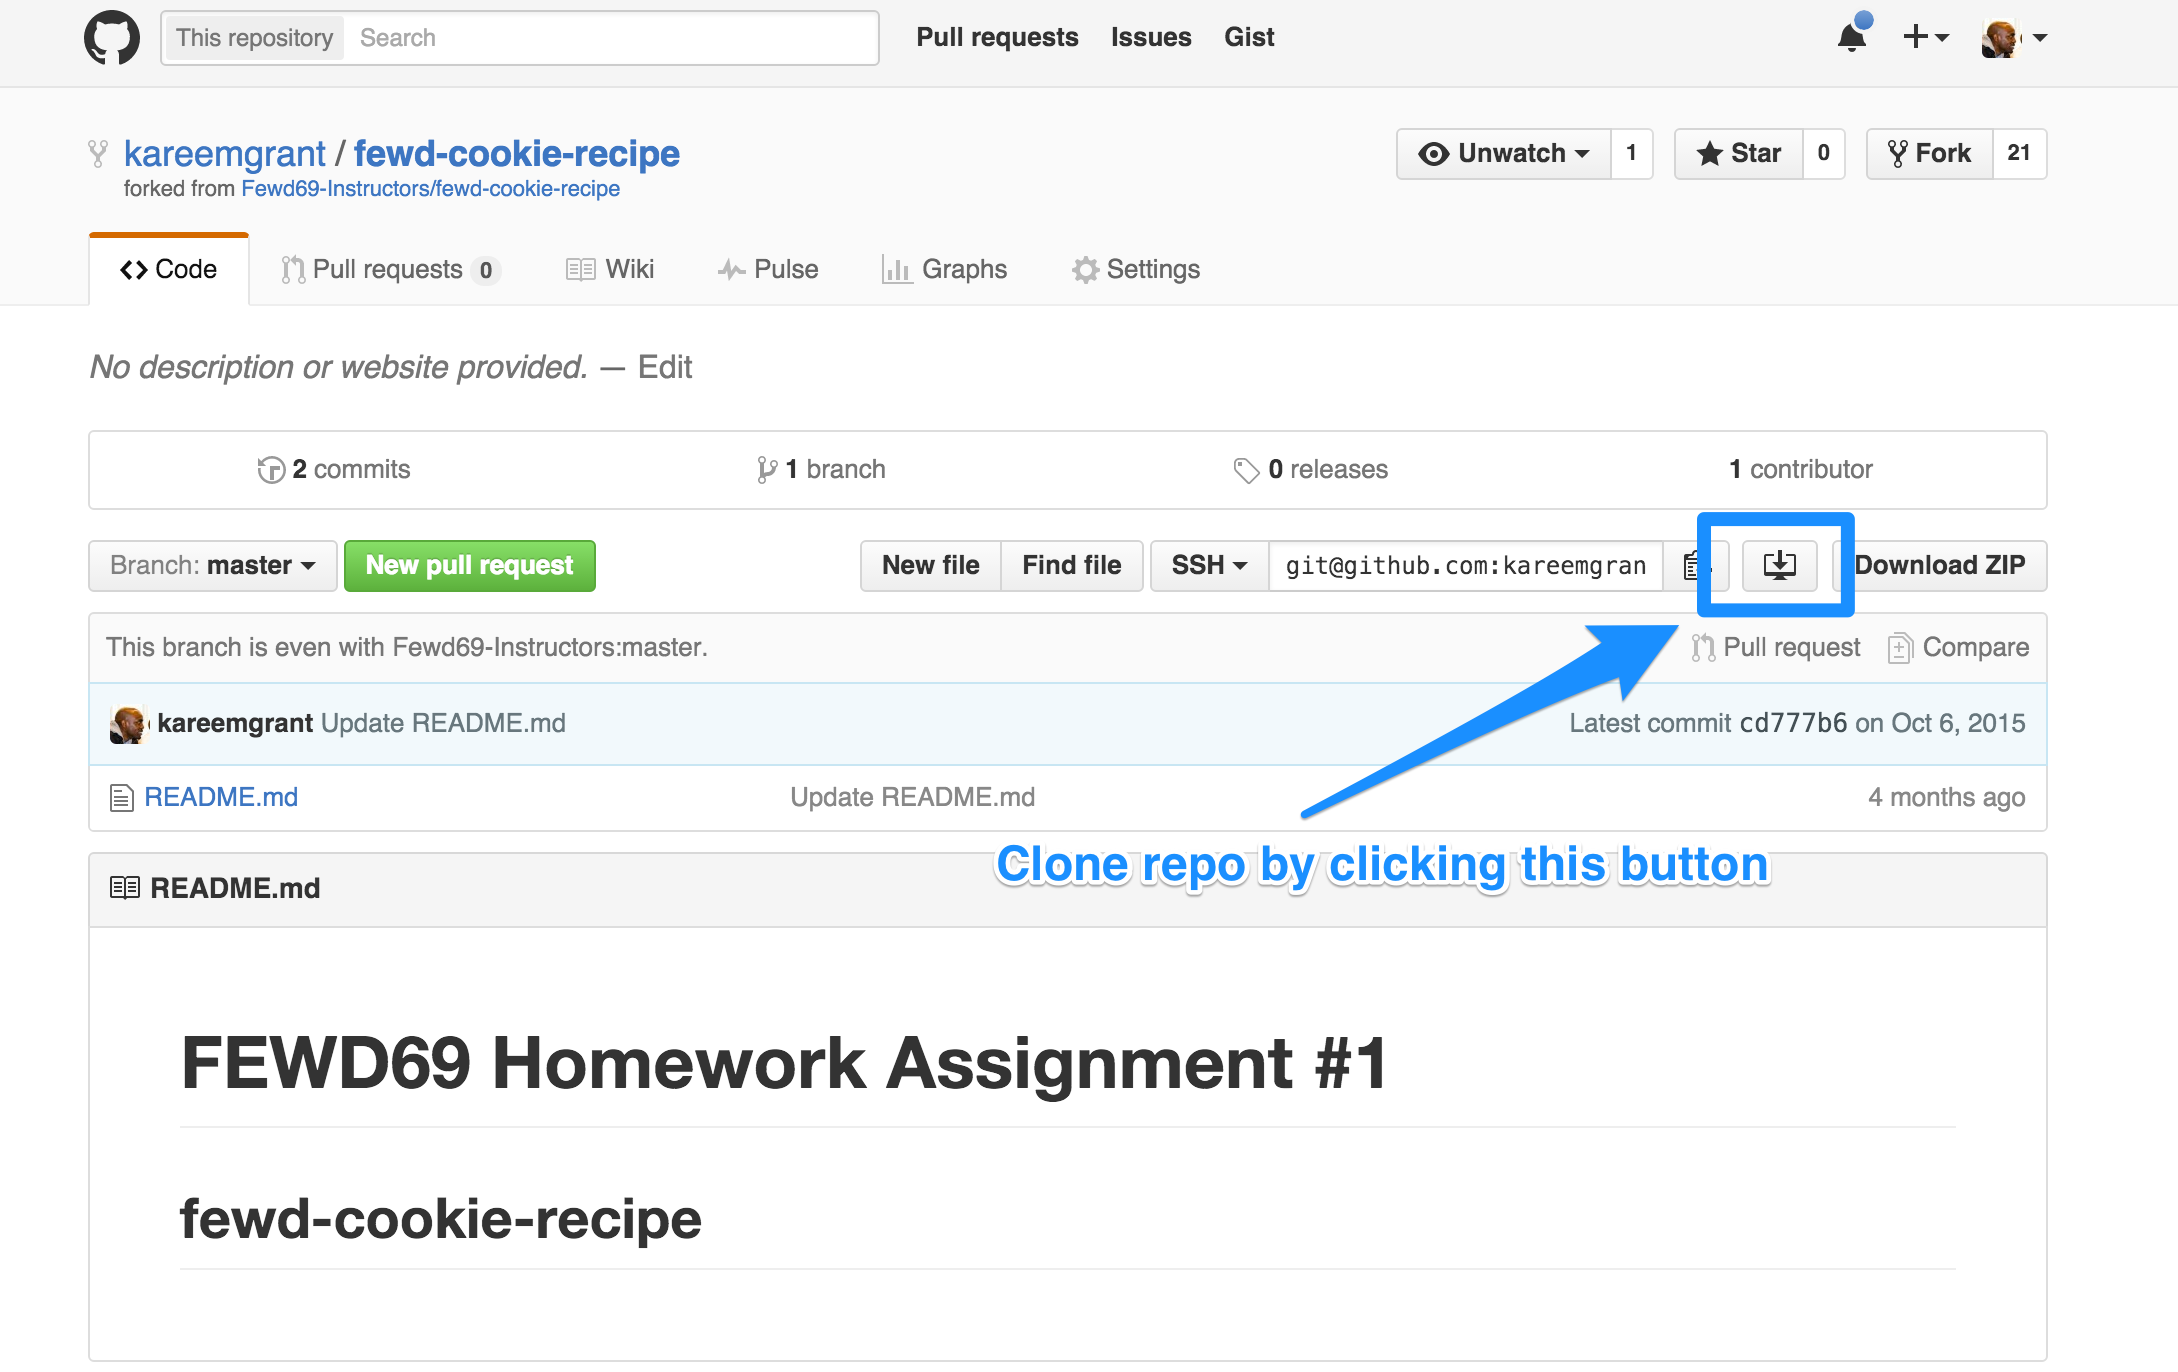 This repository Search Pull requests Issues Gist
kareemgrant / fewd-cookie-recipe Unwatch 1 Star 0 Fork 21
forked from Fewd69-Instructors/fewd-cookie-recipe
Code Pull requests 0 Wiki Pulse Graphs Settings
No description or website provided. — Edit
2 commits 1 branch 0 releases 1 contributor
Branch: master New pull request New file Find file SSH git@github.com:kareemgran Download ZIP
This branch is even with Fewd69-Instructors:master. Pull request Compare
kareemgrant Update README.md Latest commit cd777b6 on Oct 6, 2015
README.md Update README.md 4 months ago
Clone repo by clicking this button
README.md
FEWD69 Homework Assignment #1
fewd-cookie-recipe